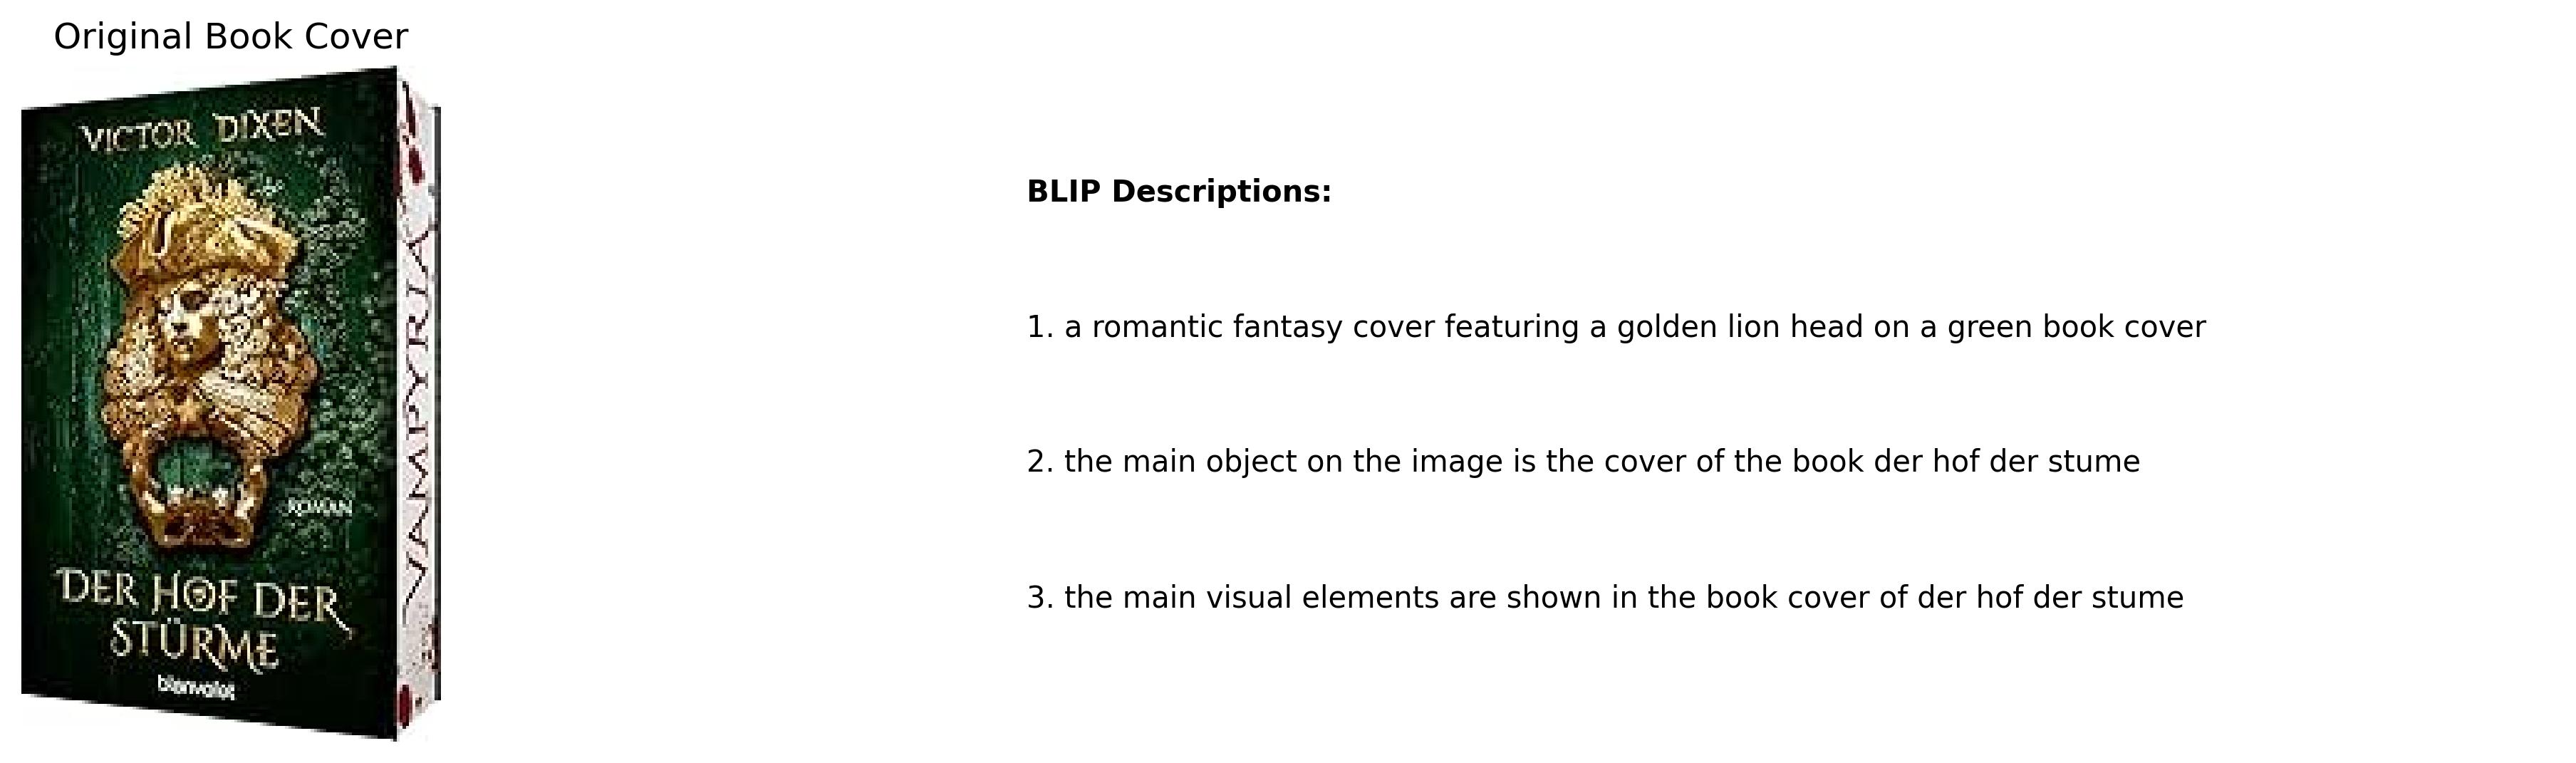 Original Book Cover
VICTOR DIXEN
ROMAN
DER HOF DER
STÜRME
blanvalet
VAMPYRIA
BLIP Descriptions:
1. a romantic fantasy cover featuring a golden lion head on a green book cover
2. the main object on the image is the cover of the book der hof der stume
3. the main visual elements are shown in the book cover of der hof der stume